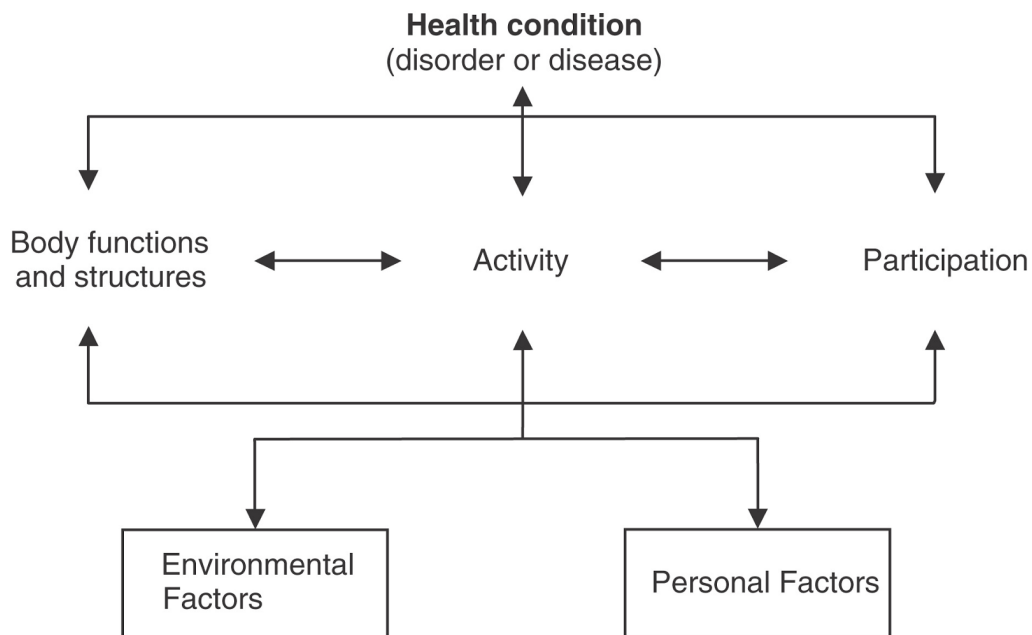 Health condition
(disorder or disease)
Body functions
and structures
Activity
Participation
Environmental
Factors
Personal Factors